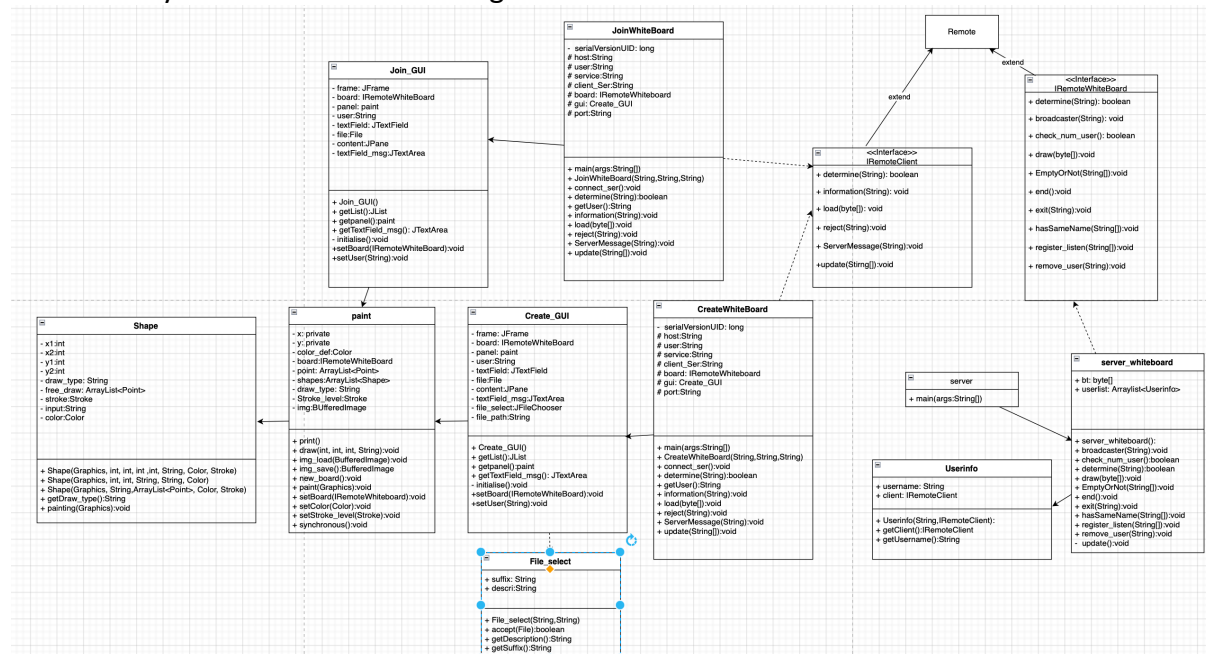 Join_GUI
- frame: JFrame
- board: IRemoteWhiteBoard
- panel: paint
- user:String
- textField: JTextField
- file:File
- content:JPane
- textField_msg:JTextArea
+ Join_GUI()
+ getList():JList
+ getpanel():paint
+ getTextField_msg(): JTextArea
- initialise():void
+setBoard(IRemoteWhiteBoard):void
+setUser(String):void
JoinWhiteBoard
- serialVersionUID: long
# host:String
# user:String
# service:String
# client_Ser:String
# board: IRemoteWhiteboard
# gui: Create_GUI
# port:String
+ main(args:String[])
+ JoinWhiteBoard(String,String,String)
+ connect_ser():void
+ determine(String):boolean
+ getUser():String
+ information(String):void
+ load(byte[]):void
+ reject(String):void
+ ServerMessage(String):void
+ update(String[]):void
Remote
extend
extend
<<Interface>>
IRemoteClient
+ determine(String): boolean
+ information(String): void
+ load(byte[]): void
+ reject(String):void
+ ServerMessage(String):void
+update(Stirng[]):void
<<Interface>>
IRemoteWhiteBoard
+ determine(String): boolean
+ broadcaster(String): void
+ check_num_user(): boolean
+ draw(byte[]):void
+ EmptyOrNot(String[]):void
+ end():void
+ exit(String):void
+ hasSameName(String[]):void
+ register_listen(String[]):void
+ remove_user(String):void
Shape
- x1:int
- x2:int
- y1:int
- y2:int
- draw_type: String
- free_draw: ArrayList<Point>
- stroke:Stroke
- input:String
- color:Color
+ Shape(Graphics, int, int, int ,int, String, Color, Stroke)
+ Shape(Graphics, int, int, String, String, Color)
+ Shape(Graphics, String,ArrayList<Point>, Color, Stroke)
+ getDraw_type():String
+ painting(Graphics):void
paint
- x: private
- y: private
- color_def:Color
- board:IRemoteWhiteBoard
- point: ArrayList<Point>
- shapes:ArrayList<Shape>
- draw_type: String
- Stroke_level:Stroke
- img:BUfferedImage
+ print()
+ draw(int, int, int, String):void
+ img_load(BufferedImage):void
+ img_save():BufferedImage
+ new_board():void
+ paint(Graphics):void
+ setBoard(IRemoteWhiteboard):void
+ setColor(Color):void
+ setStroke_level(Stroke):void
+ synchronous():void
Create_GUI
- frame: JFrame
- board: IRemoteWhiteBoard
- panel: paint
- user:String
- textField: JTextField
- file:File
- content:JPane
- textField_msg:JTextArea
- file_select:JFileChooser
- file_path:String
+ Create_GUI()
+ getList():JList
+ getpanel():paint
+ getTextField_msg(): JTextArea
- initialise():void
+setBoard(IRemoteWhiteBoard):void
+setUser(String):void
CreateWhiteBoard
- serialVersionUID: long
# host:String
# user:String
# service:String
# client_Ser:String
# board: IRemoteWhiteboard
# gui: Create_GUI
# port:String
+ main(args:String[])
+ CreateWhiteBoard(String,String,String)
+ connect_ser():void
+ determine(String):boolean
+ getUser():String
+ information(String):void
+ load(byte[]):void
+ reject(String):void
+ ServerMessage(String):void
+ update(String[]):void
server
+ main(args:String[])
server_whiteboard
+ bt: byte[]
+ userlist: Arraylist<Userinfo>
+ server_whiteboard():
+ broadcaster(String):void
+ check_num_user():boolean
+ determine(String):boolean
+ draw(byte[]):void
+ EmptyOrNot(String[]):void
+ end():void
+ exit(String):void
+ hasSameName(String[]):void
+ register_listen(String[]):void
+ remove_user(String):void
- update():void
Userinfo
+ username: String
+ client: IRemoteClient
+ Userinfo(String,IRemoteClient):
+ getClient():IRemoteClient
+ getUsername():String
File_select
+ suffix: String
+ descri:String
+ File_select(String,String)
+ accept(File):boolean
+ getDescription():String
+ getSuffix():String